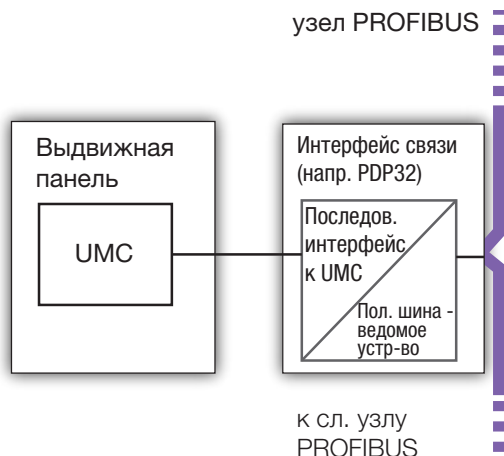 узел PROFIBUS
Выдвижная
панель
UMC
Интерфейс связи
(напр. PDP32)
Последов.
интерфейс
к UMC
Пол. шина -
ведомое
устр-во
к сл. узлу
PROFIBUS